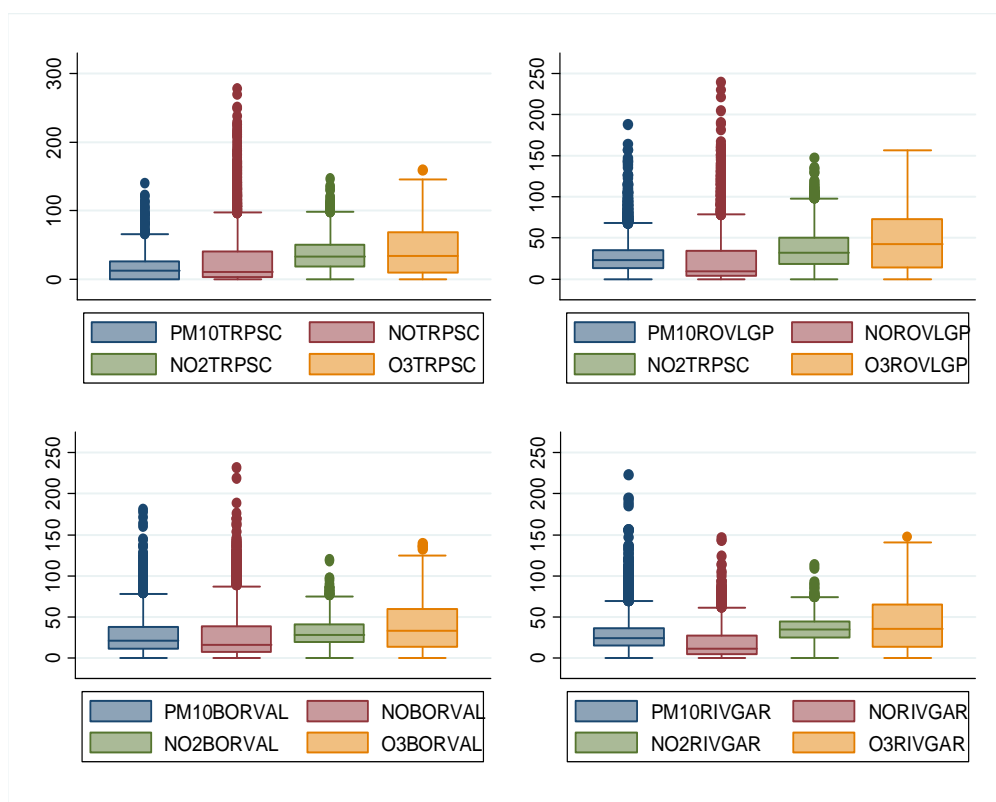 300
200
100
0
PM10TRPSC NOTRPSC
NO2TRPSC O3TRPSC
250
200
150
100
50
0
PM10ROVLGP NOROVLGP
NO2TRPSC O3ROVLGP
250
200
150
100
50
0
PM10BORVAL NOBORVAL
NO2BORVAL O3BORVAL
250
200
150
100
50
0
PM10RIVGAR NORIVGAR
NO2RIVGAR O3RIVGAR